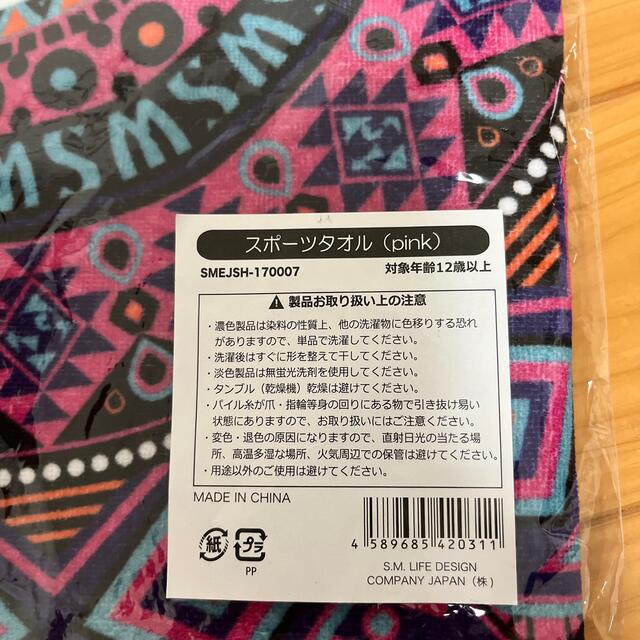 WSWSM
スポーツタオル（pink）
SMEJSH-170007 対象年齢12歳以上
⚠ 製品お取り扱い上の注意
・濃色製品は染料の性質上、他の洗濯物に色移りする恐れ
がありますので、単品で洗濯してください。
・洗濯後はすぐに形を整えて干してください。
・淡色製品は無蛍光洗剤を使用してください。
・タンブル（乾燥機）乾燥は避けてください。
・パイル糸が爪・指輪等身の回りにある物で引き抜け易い
状態にありますので、お取り扱いにはご注意ください。
・変色・退色の原因になりますので、直射日光の当たる場
所、高温多湿な場所、火気周辺での保管は避けてください。
・用途以外のご使用は避けてください。
MADE IN CHINA
紙 プラ
PP
4 589685 420311
S.M. LIFE DESIGN
COMPANY JAPAN（株）